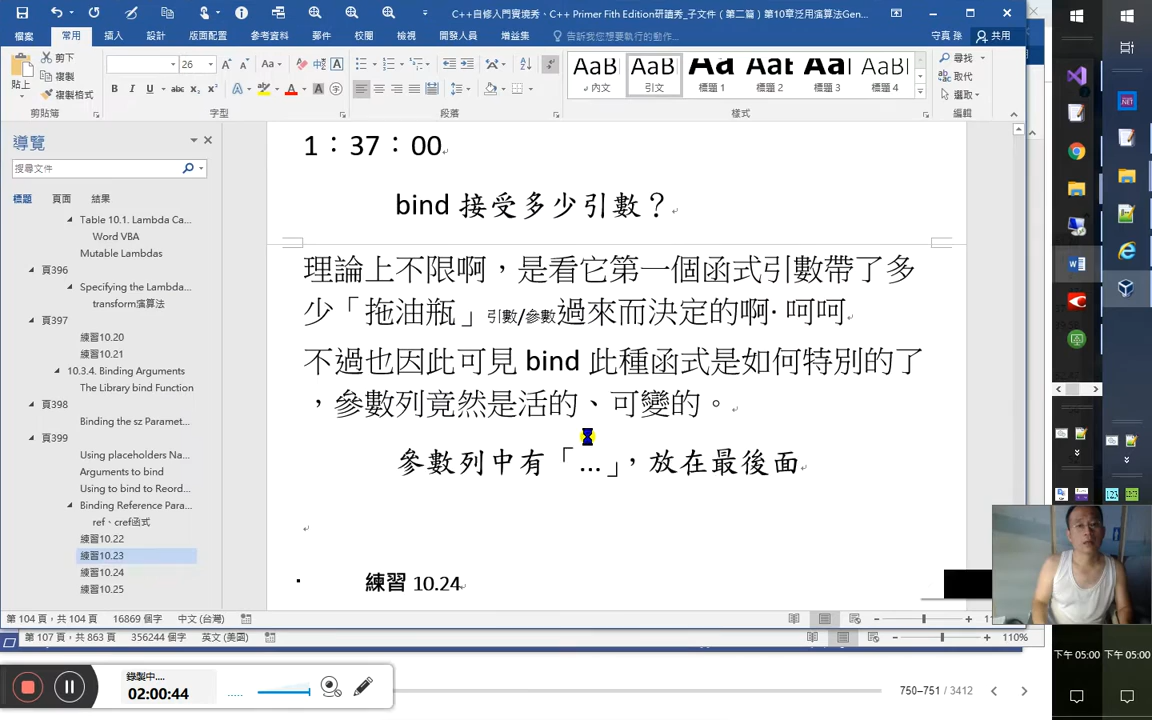 C++自修入門實境秀、C++ Primer Fith Edition研讀秀_子文件（第二篇）第10章泛用演算法Gen...
檔案 常用 插入 設計 版面配置 參考資料 郵件 校閱 檢視 開發人員 增益集 告訴我您想要執行的動作... 守真 孫 共用
貼上
剪下
複製
複製格式
26
AaBb 內文
AaBb 引文
AaB 標題 1
AaBb 標題 2
AaB 標題 3
AaBb 標題 4
尋找
取代
選取
剪貼簿 字型 段落 樣式 編輯
導覽
搜尋文件
標題 頁面 結果
Table 10.1. Lambda Ca...
Word VBA
Mutable Lambdas
頁396
Specifying the Lambda...
transform演算法
頁397
練習10.20
練習10.21
10.3.4. Binding Arguments
The Library bind Function
頁398
Binding the sz Paramet...
頁399
Using placeholders Na...
Arguments to bind
Using to bind to Reord...
Binding Reference Para...
ref、cref函式
練習10.22
練習10.23
練習10.24
練習10.25
1：37：00
bind 接受多少引數？
理論上不限啊，是看它第一個函式引數帶了多
少「拖油瓶」引數/參數過來而決定的啊·呵呵
不過也因此可見 bind 此種函式是如何特別的了
，參數列竟然是活的、可變的。
參數列中有「…」，放在最後面
練習 10.24
第 104 頁，共 104 頁 16869 個字 中文 (台灣)
第 107 頁，共 863 頁 356244 個字 英文 (美國) 110%
錄製中....
02:00:44
750–751 / 3412
下午 05:00 下午 05:00